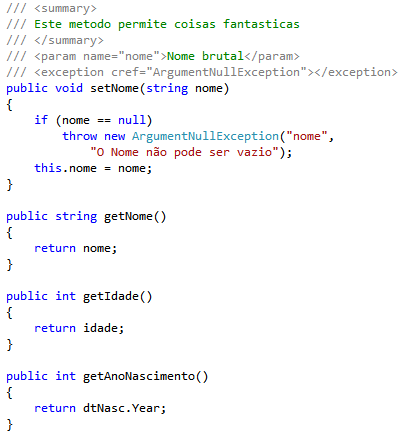 /// <summary>
/// Este metodo permite coisas fantasticas
/// </summary>
/// <param name="nome">Nome brutal</param>
/// <exception cref="ArgumentNullException"></exception>
public void setNome(string nome)
{
    if (nome == null)
        throw new ArgumentNullException("nome",
            "O Nome não pode ser vazio");
    this.nome = nome;
}

public string getNome()
{
    return nome;
}

public int getIdade()
{
    return idade;
}

public int getAnoNascimento()
{
    return dtNasc.Year;
}